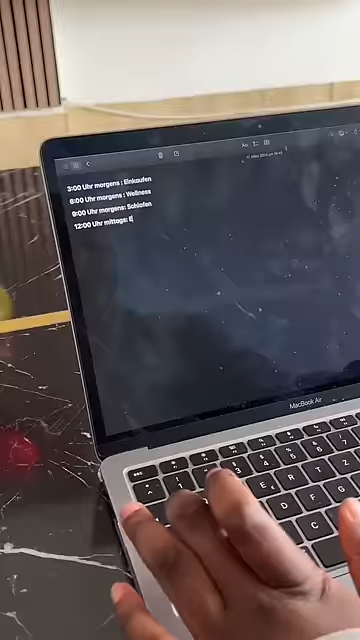 3:00 Uhr morgens : Einkaufen
6:00 Uhr morgens : Wellness
9:00 Uhr morgens: Schlafen
12:00 Uhr mittags: E
MacBook Air
esc
E
R
T
Z
D
F
G
C